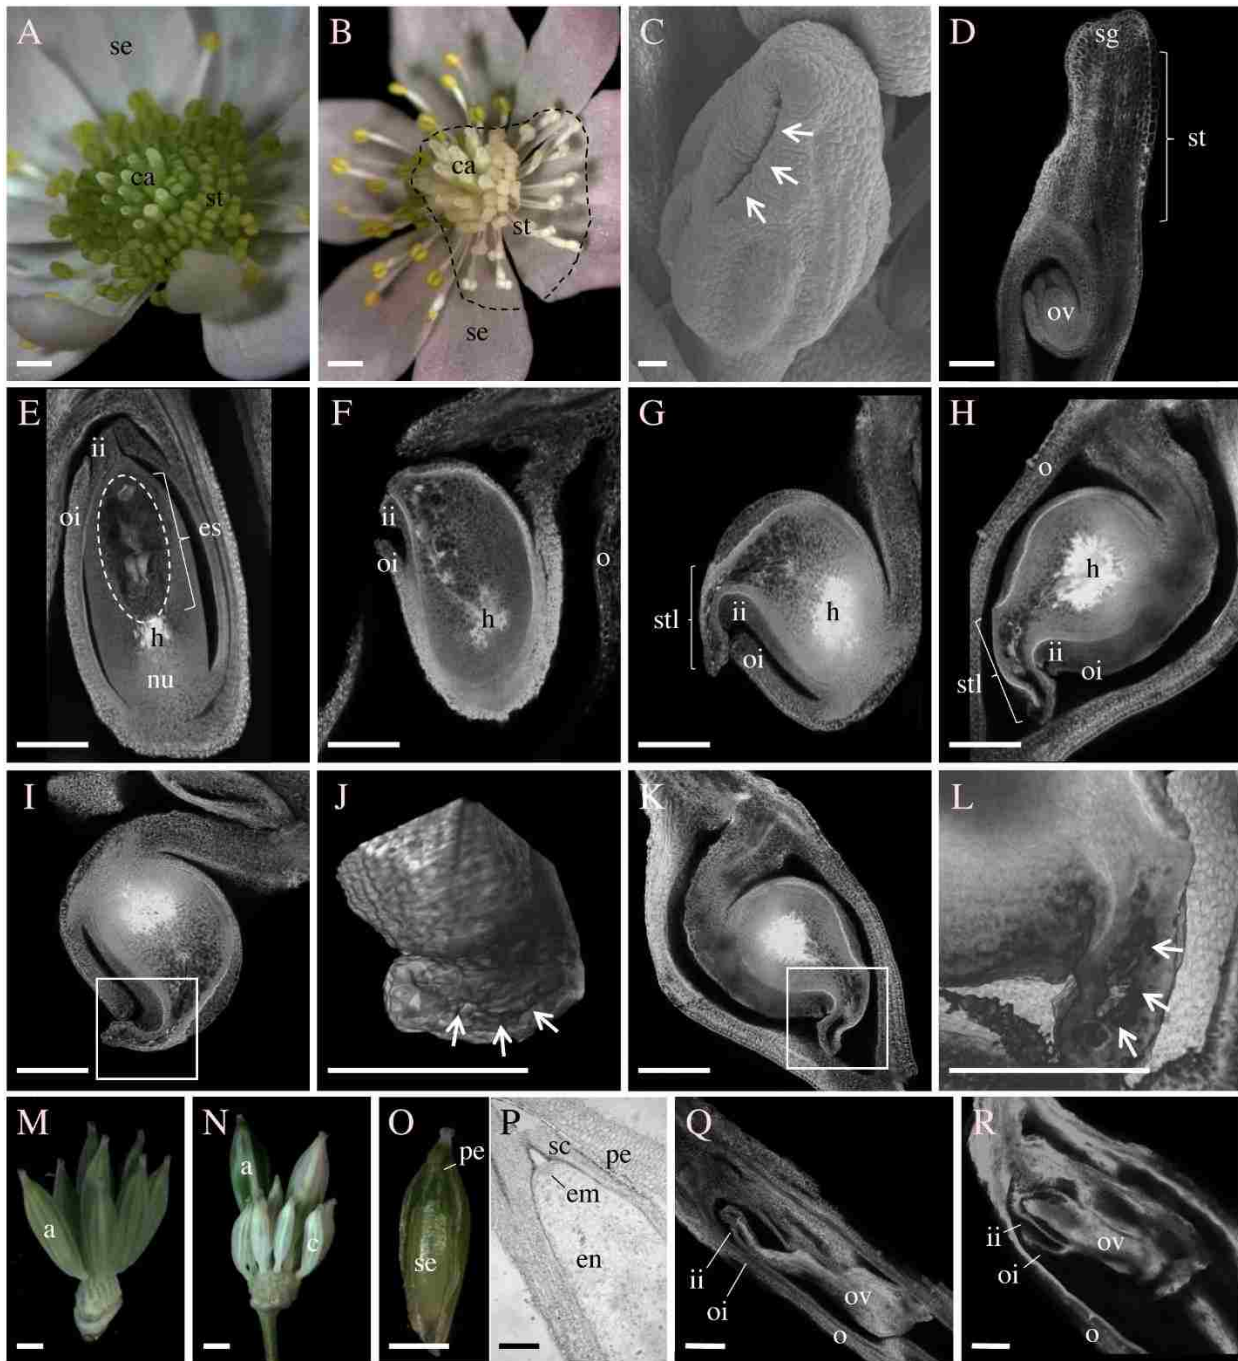 A
se
ca
st
B
ca
st
se
C
D
sg
st
ov
E
ii
oi
es
h
nu
F
ii
oi
h
o
G
stl
ii
h
oi
H
o
h
ii
oi
stl
I
J
K
L
M
a
N
a
c
O
pe
se
P
sc
pe
em
en
Q
ii
oi
ov
o
R
ii
oi
ov
o